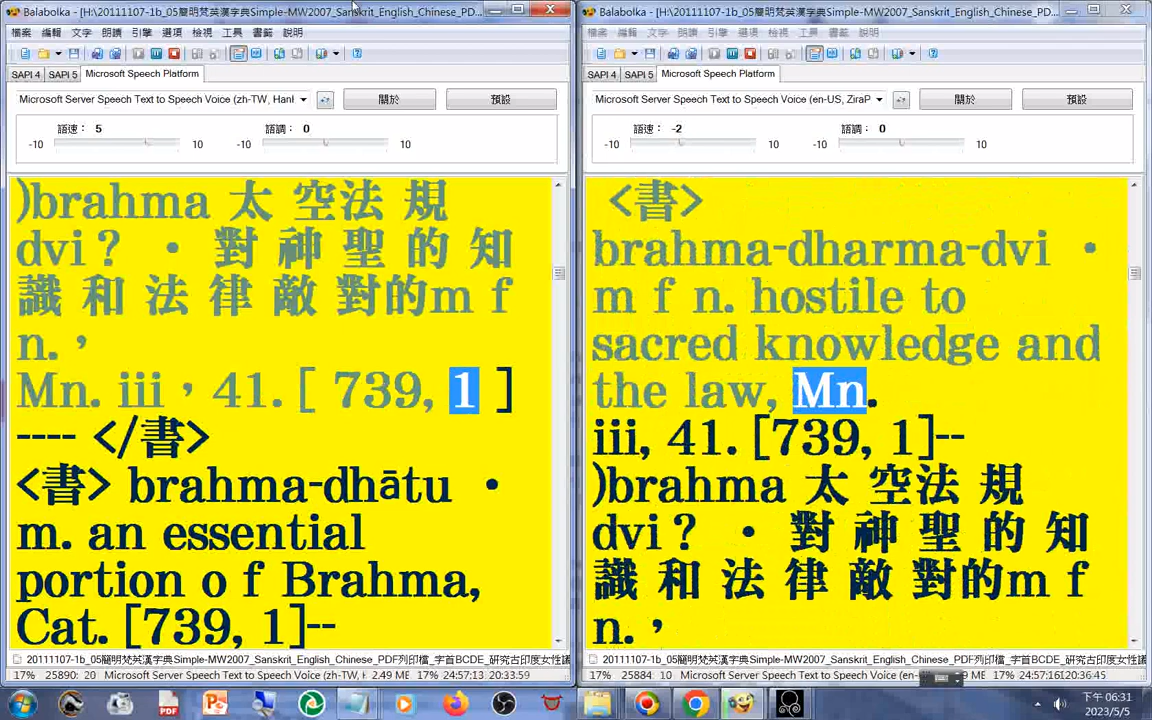 Balabolka - [H:\20111107-1b_05簡明梵英漢字典Simple-MW2007_Sanskrit_English_Chinese_PD...
檔案 編輯 文字 朗讀 引擎 選項 檢視 工具 書籤 說明
SAPI 4 SAPI 5 Microsoft Speech Platform
Microsoft Server Speech Text to Speech Voice (zh-TW, Hanl
關於
預設
語速： 5
語調： 0
-10 10 -10 10
)brahma 太 空法 規
dvi？ • 對 神 聖 的 知
識 和 法 律 敵 對的m f
n.，
Mn. iii，41. [ 739, 1 ]
---- </書>
<書> brahma-dhātu •
m. an essential
portion o f Brahma,
Cat. [739, 1]--
20111107-1b_05簡明梵英漢字典Simple-MW2007_Sanskrit_English_Chinese_PDF列印檔_字首BCDE_研究古印度女性議
17% 25890: 20 Microsoft Server Speech Text to Speech Voice (zh-TW, H 2.49 ME 17% 24:57:13|20:33.59
Balabolka - [H:\20111107-1b_05簡明梵英漢字典Simple-MW2007_Sanskrit_English_Chinese_PD...
檔案 編輯 文字 朗讀 引擎 選項 檢視 工具 書籤 說明
SAPI 4 SAPI 5 Microsoft Speech Platform
Microsoft Server Speech Text to Speech Voice (en-US, ZiraP
關於
預設
語速： -2
語調： 0
-10 10 -10 10
<書>
brahma-dharma-dvi •
m f n. hostile to
sacred knowledge and
the law, Mn.
iii, 41. [739, 1]--
)brahma 太 空法 規
dvi？ • 對 神 聖 的 知
識 和 法 律 敵 對的m f
n.，
20111107-1b_05簡明梵英漢字典Simple-MW2007_Sanskrit_English_Chinese_PDF列印檔_字首BCDE_研究古印度女性議
17% 25884: 10 Microsoft Server Speech Text to Speech Voice (en- 9 ME 17% 24:57:16|20:36:45
下午 06:31
2023/5/5